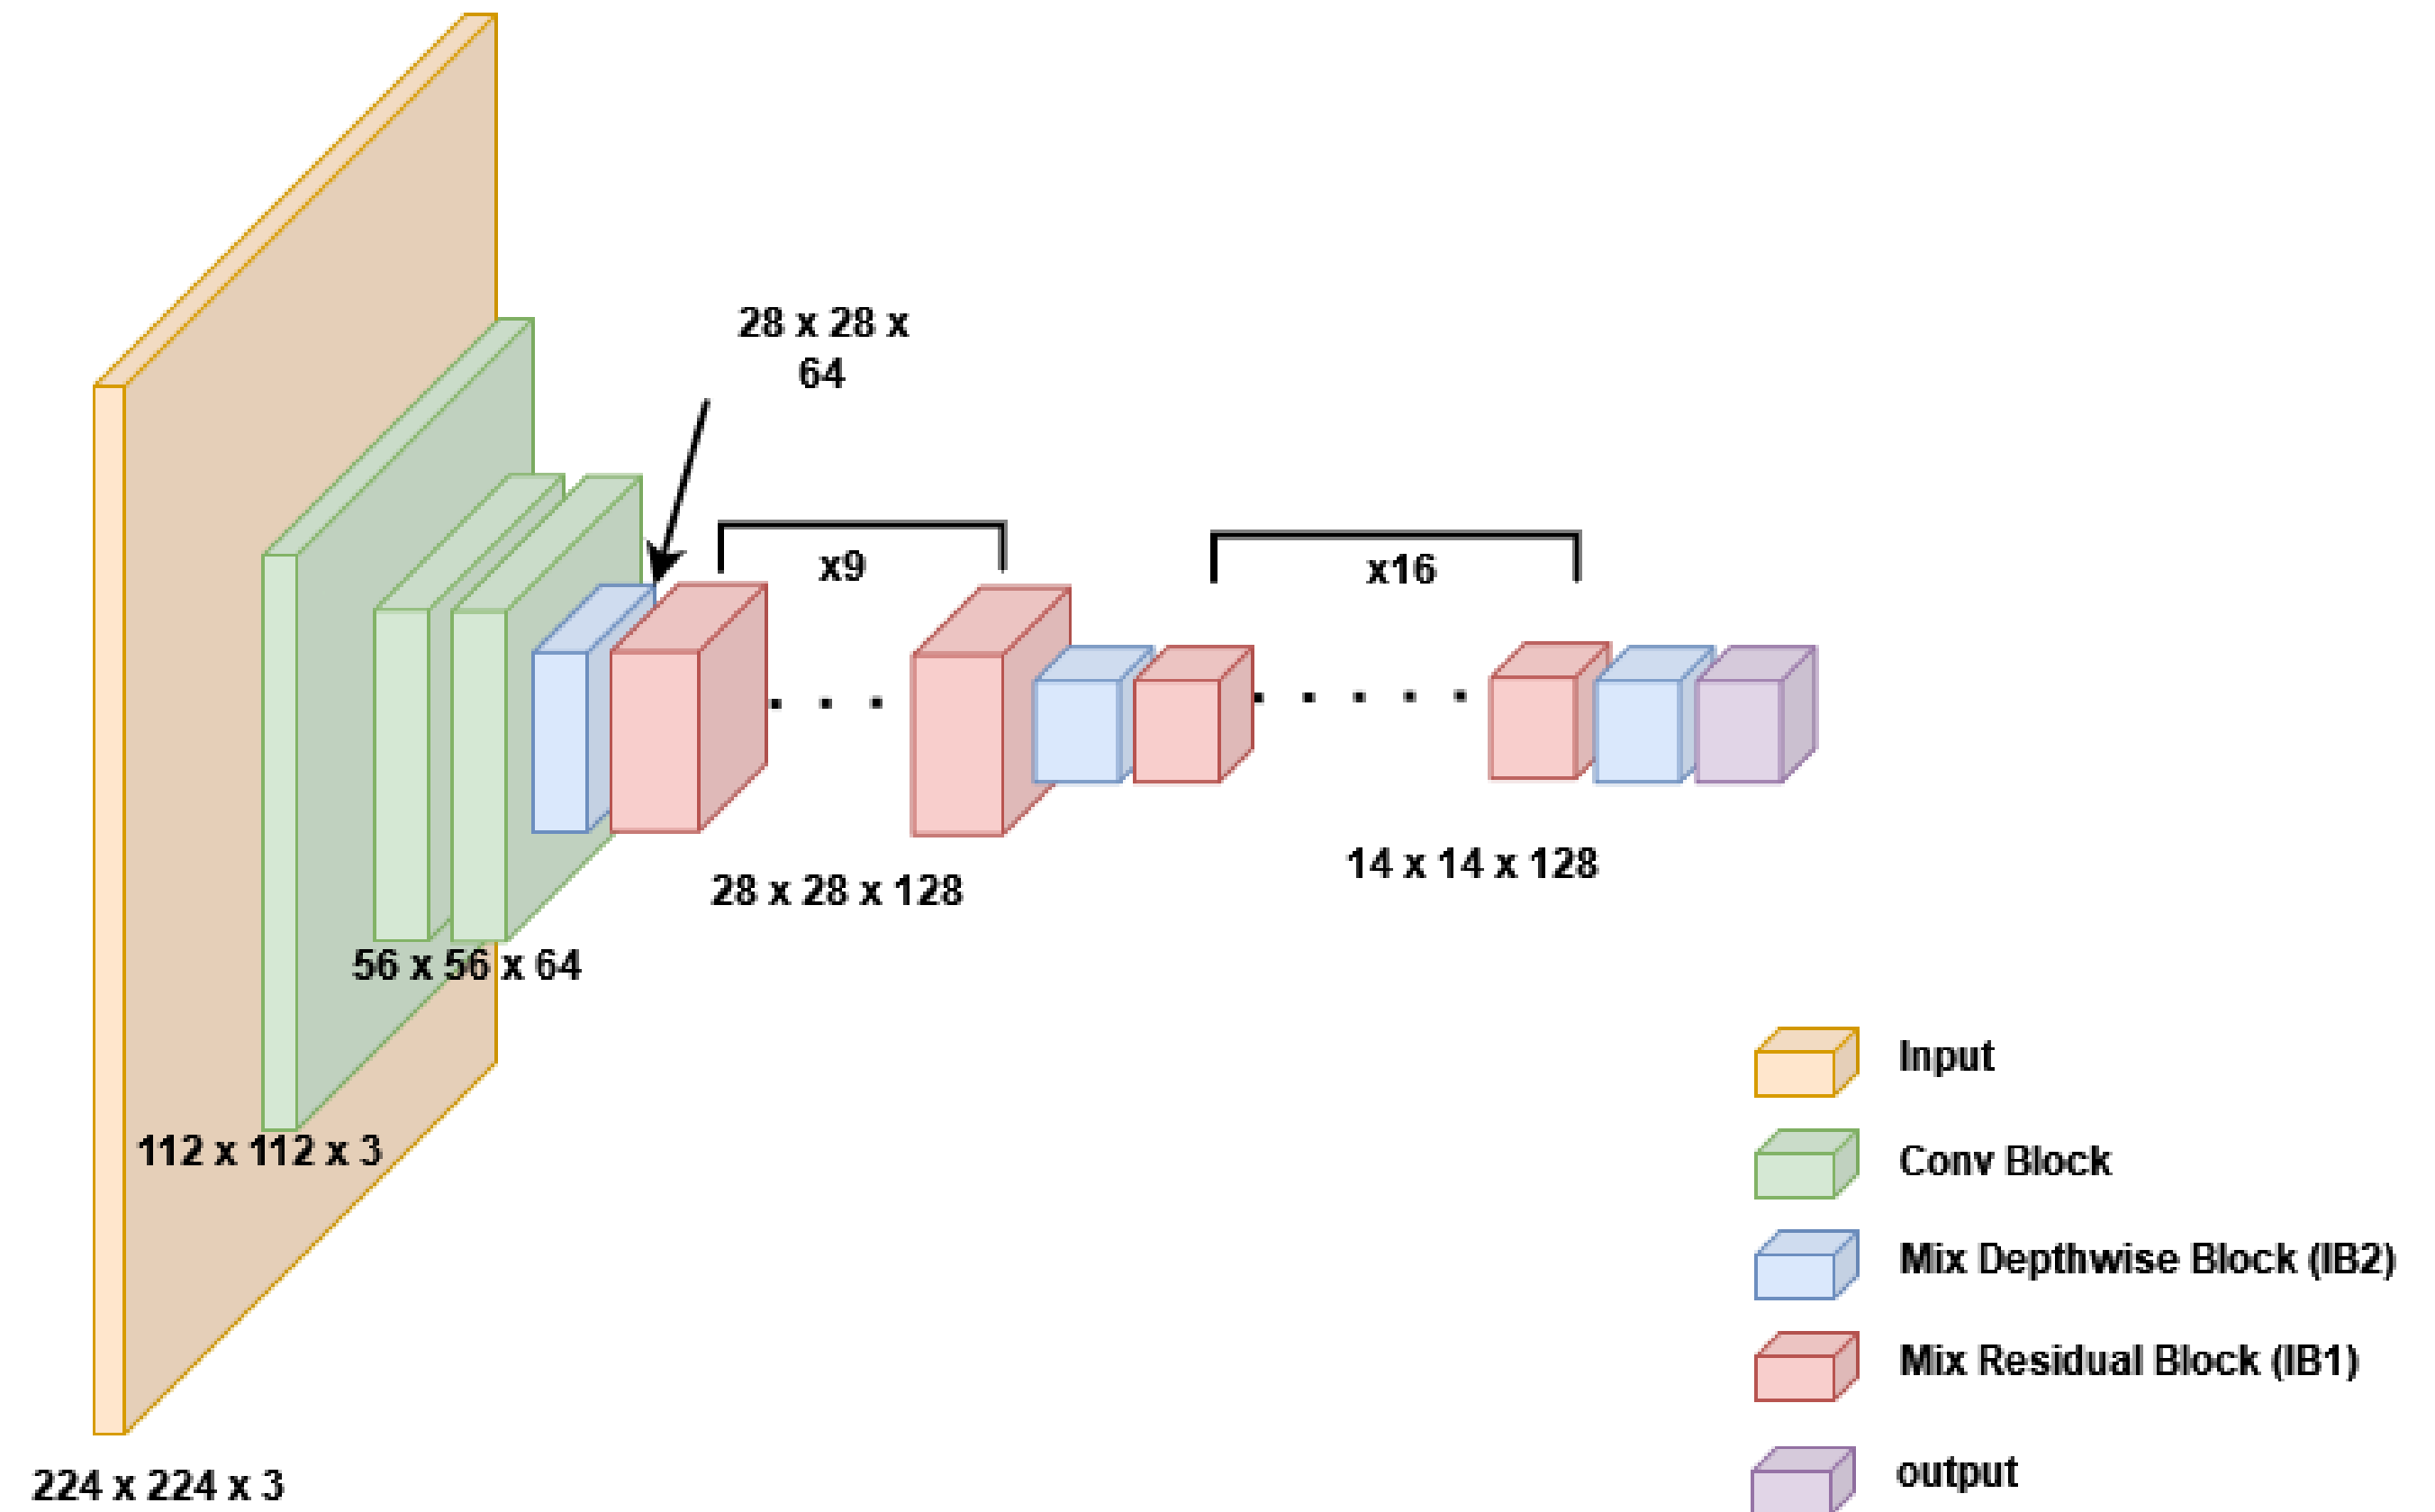 28 x 28 x
64
x9
x16
14 x 14 x 128
28 x 28 x 128
56 x 56 x 64
112 x 112 x 3
224 x 224 x 3
Input
Conv Block
Mix Depthwise Block (IB2)
Mix Residual Block (IB1)
output